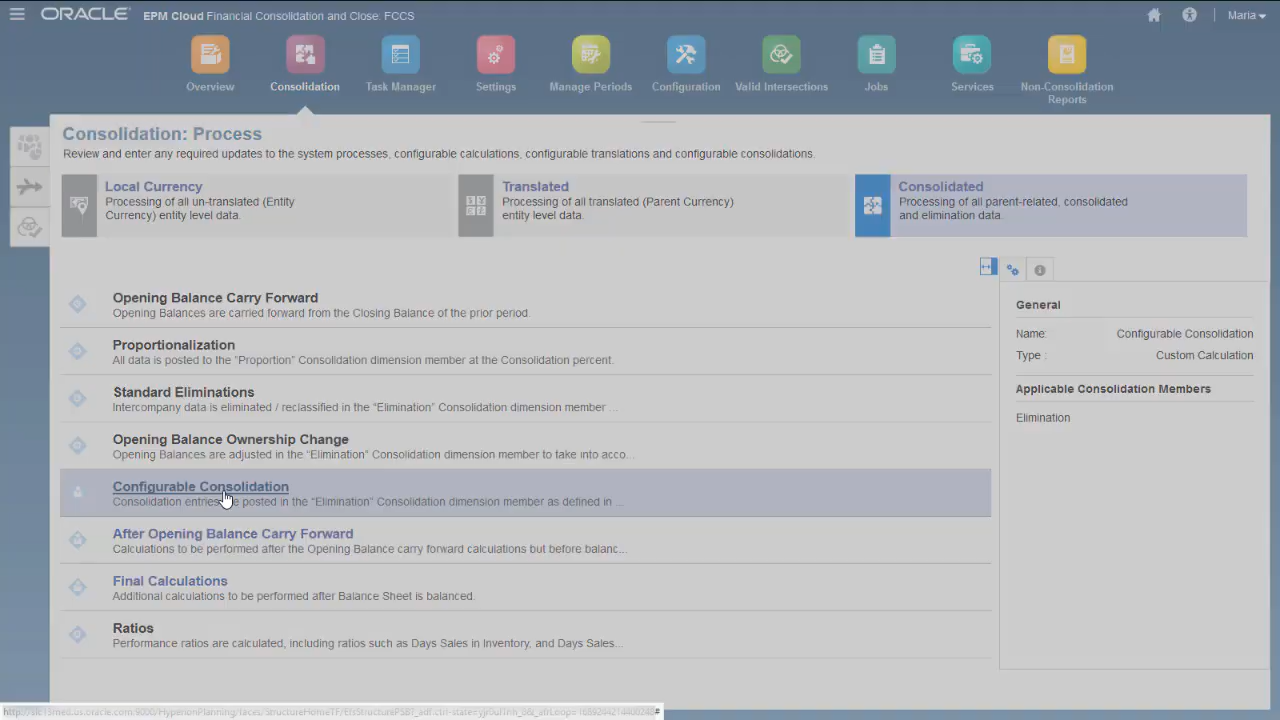 ORACLE EPM Cloud Financial Consolidation and Close: FCCS
Maria
Overview
Consolidation
Task Manager
Settings
Manage Periods
Configuration
Valid Intersections
Jobs
Services
Non-Consolidation
Reports
Consolidation: Process
Review and enter any required updates to the system processes, configurable calculations, configurable translations and configurable consolidations.
Local Currency
Processing of all un-translated (Entity
Currency) entity level data.
Translated
Processing of all translated (Parent Currency)
entity level data.
Consolidated
Processing of all parent-related, consolidated
and elimination data.
Opening Balance Carry Forward
Opening Balances are carried forward from the Closing Balance of the prior period.
Proportionalization
All data is posted to the "Proportion" Consolidation dimension member at the Consolidation percent.
Standard Eliminations
Intercompany data is eliminated / reclassified in the "Elimination" Consolidation dimension member ...
Opening Balance Ownership Change
Opening Balances are adjusted in the "Elimination" Consolidation dimension member to take into acco...
Configurable Consolidation
Consolidation entries posted in the "Elimination" Consolidation dimension member as defined in ...
After Opening Balance Carry Forward
Calculations to be performed after the Opening Balance carry forward calculations but before balanc...
Final Calculations
Additional calculations to be performed after Balance Sheet is balanced.
Ratios
Performance ratios are calculated, including ratios such as Days Sales in Inventory, and Days Sales...
General
Name: Configurable Consolidation
Type : Custom Calculation
Applicable Consolidation Members
Elimination